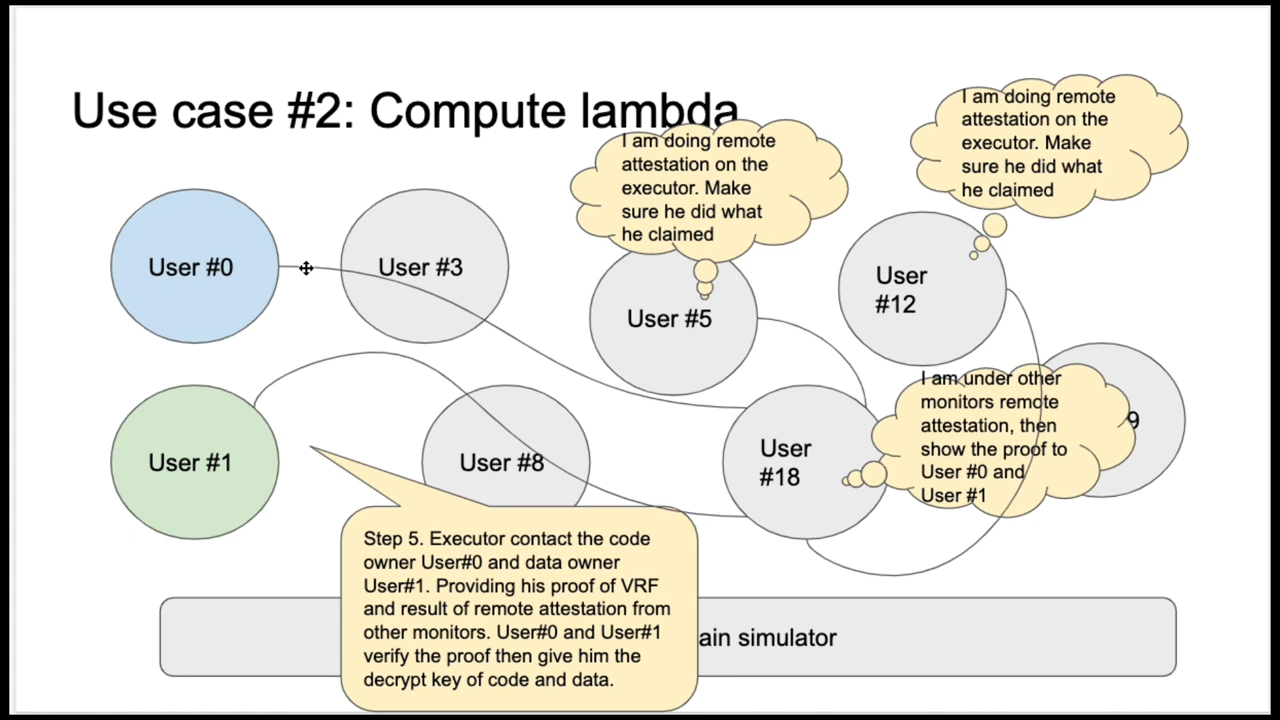 Use case #2: Compute lambda
I am doing remote
attestation on the
executor. Make
sure he did what
he claimed
I am doing remote
attestation on the
executor. Make
sure he did what
he claimed
User #0
User #3
User #5
User
#12
I am under other
monitors remote
attestation, then
show the proof to
User #0 and
User #1
9
User #1
User #8
User
#18
Step 5. Executor contact the code
owner User#0 and data owner
User#1. Providing his proof of VRF
and result of remote attestation from
other monitors. User#0 and User#1
verify the proof then give him the
decrypt key of code and data.
ain simulator